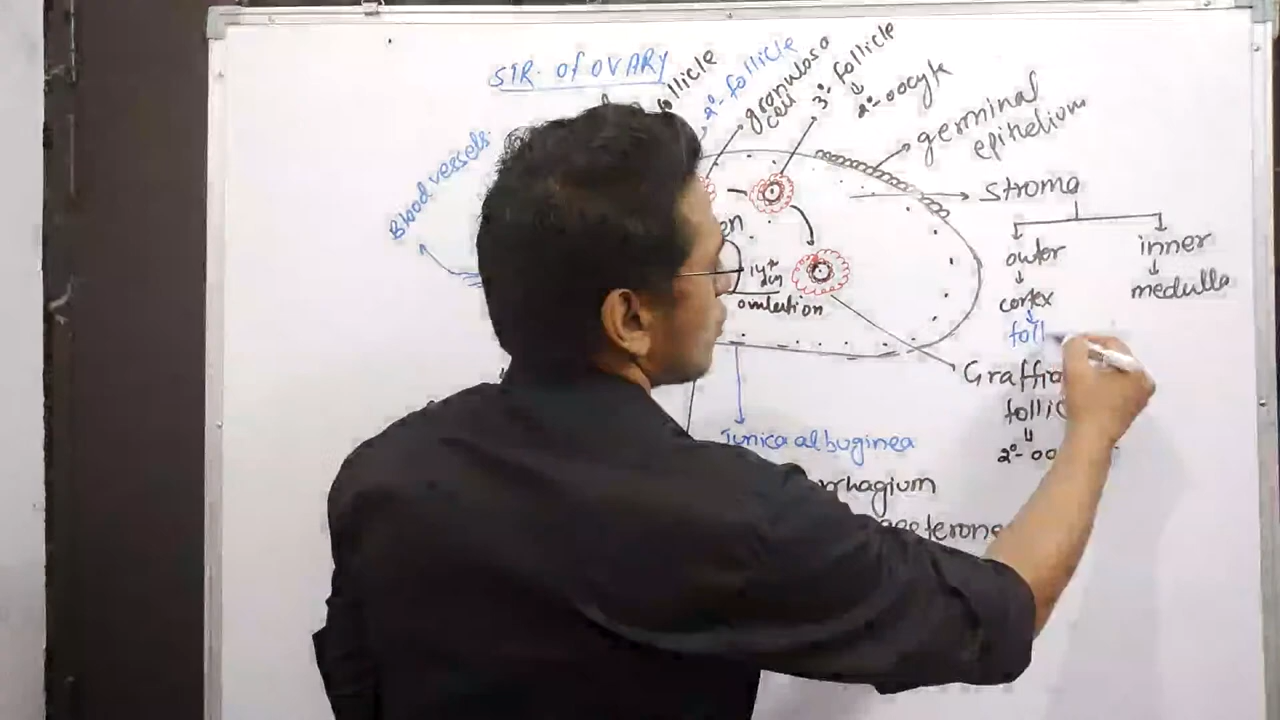 STR. of OVARY
follicle
2°-follicle
granulosa
cell
3° follicle
2°-oocyte
germinal
epithelium
Blood vessels.
Stroma
outer
inner
cortex
medulla
foll
14th
day
ovulation
Graffia
follic
2°-oo
Tunica albuginea
rrhagium
gesterone